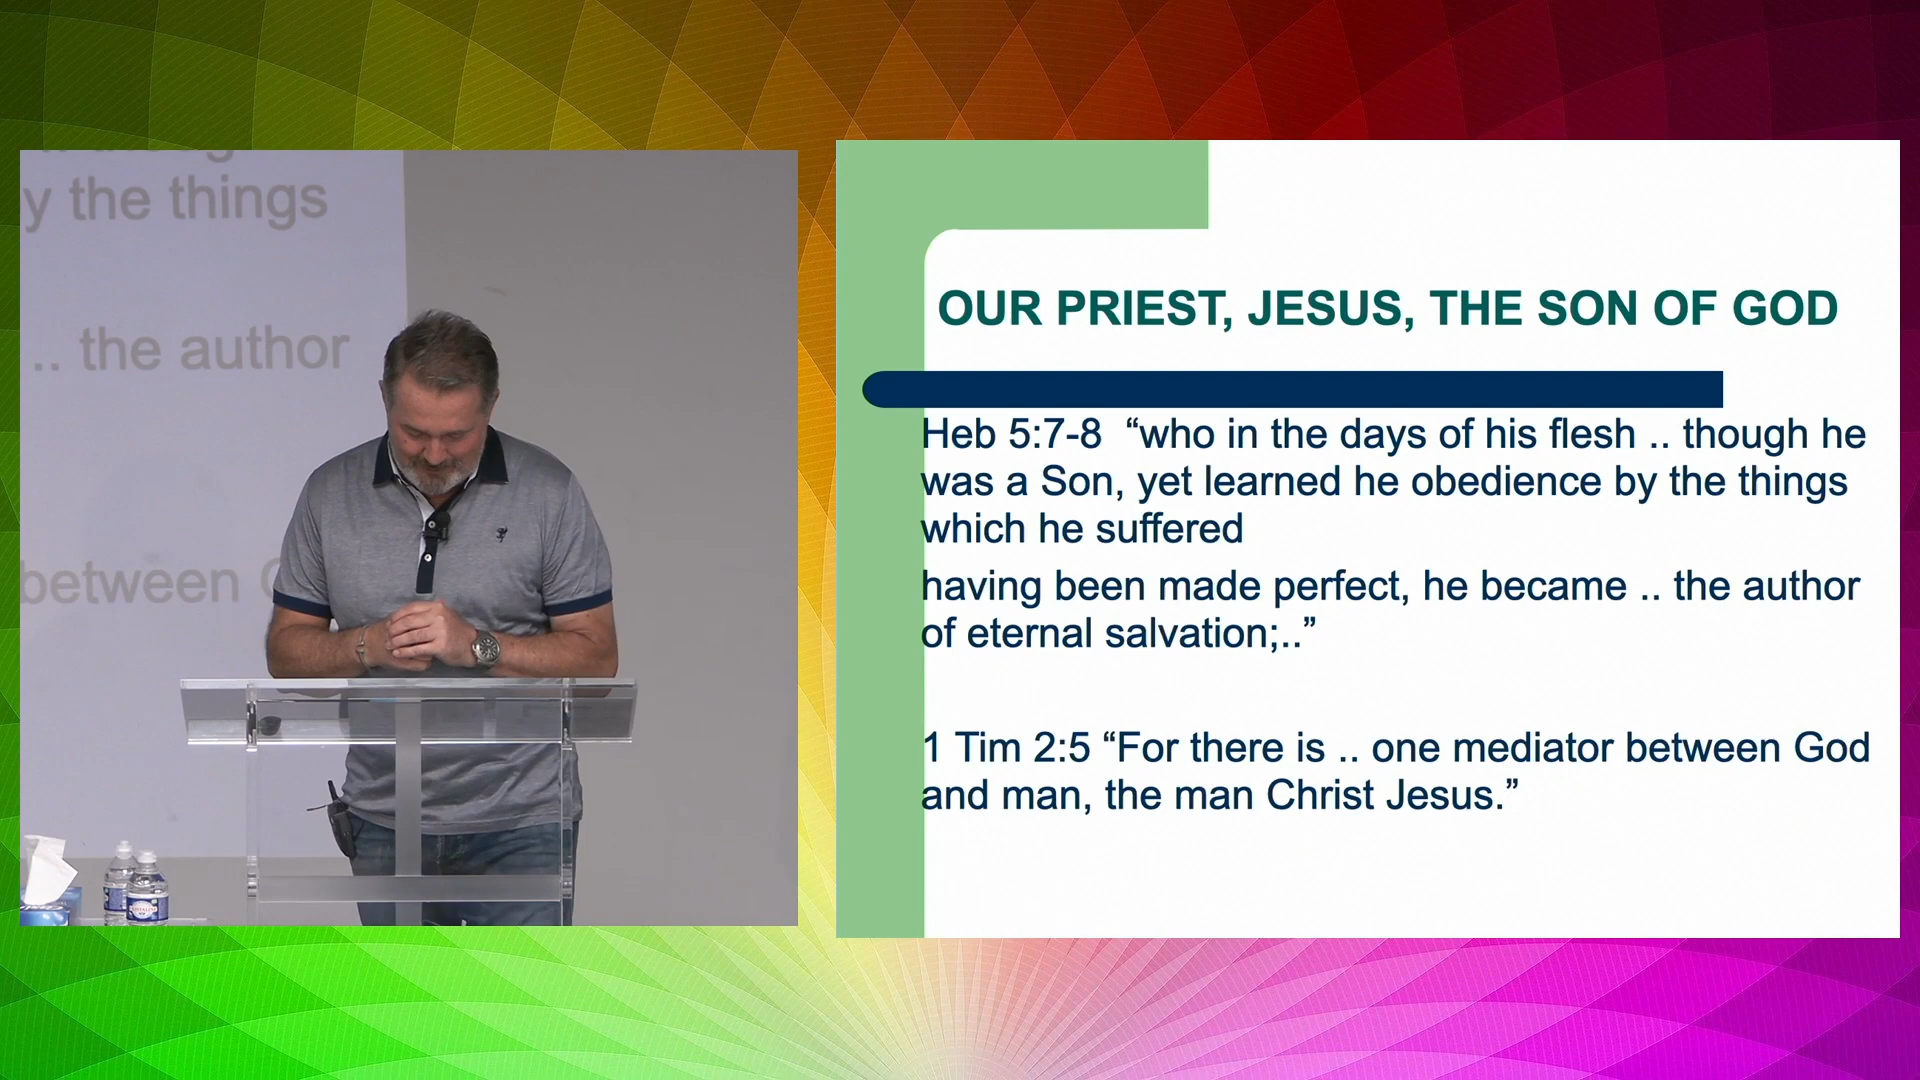 y the things
.. the author
between
OUR PRIEST, JESUS, THE SON OF GOD
Heb 5:7-8 “who in the days of his flesh .. though he
was a Son, yet learned he obedience by the things
which he suffered
having been made perfect, he became .. the author
of eternal salvation;..”
1 Tim 2:5 “For there is .. one mediator between God
and man, the man Christ Jesus.”